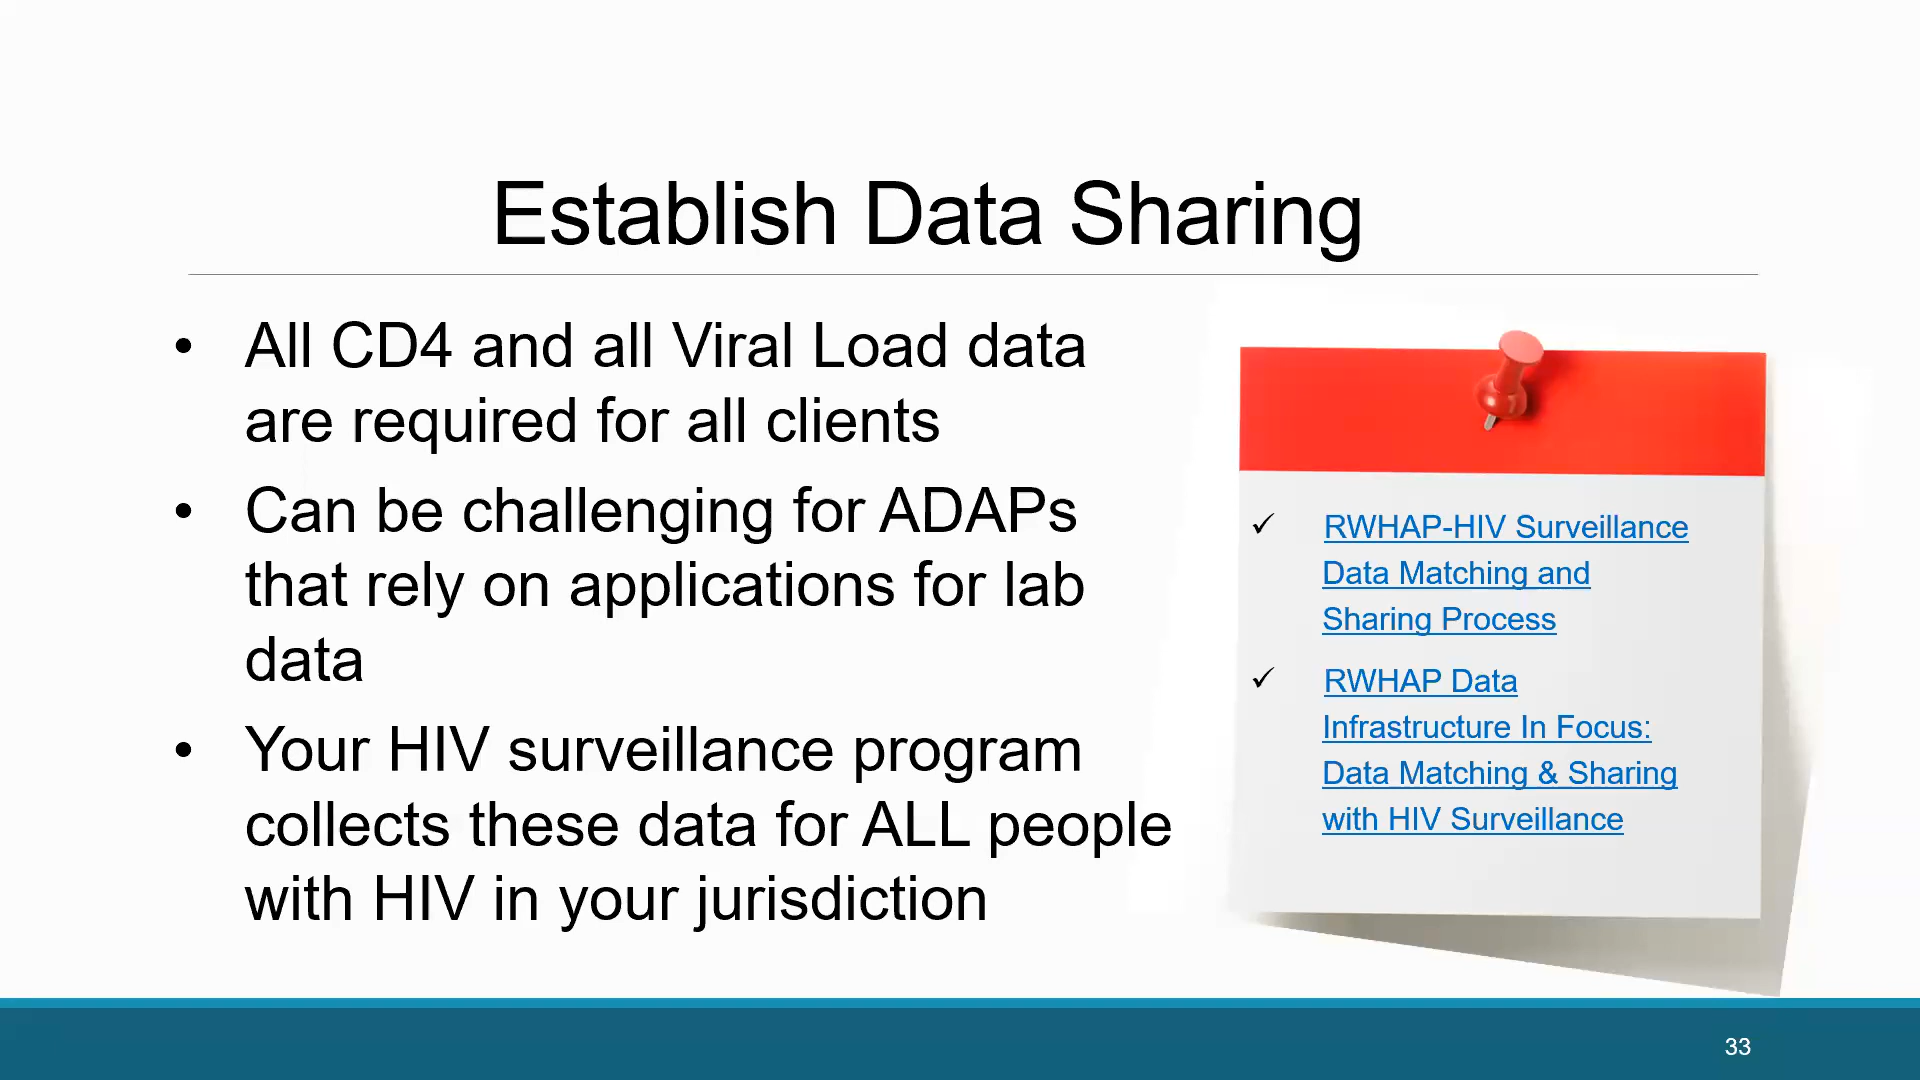 Establish Data Sharing
• All CD4 and all Viral Load data
are required for all clients
• Can be challenging for ADAPs
that rely on applications for lab
data
• Your HIV surveillance program
collects these data for ALL people
with HIV in your jurisdiction
✓ RWHAP-HIV Surveillance
Data Matching and
Sharing Process
✓ RWHAP Data
Infrastructure In Focus:
Data Matching & Sharing
with HIV Surveillance
33